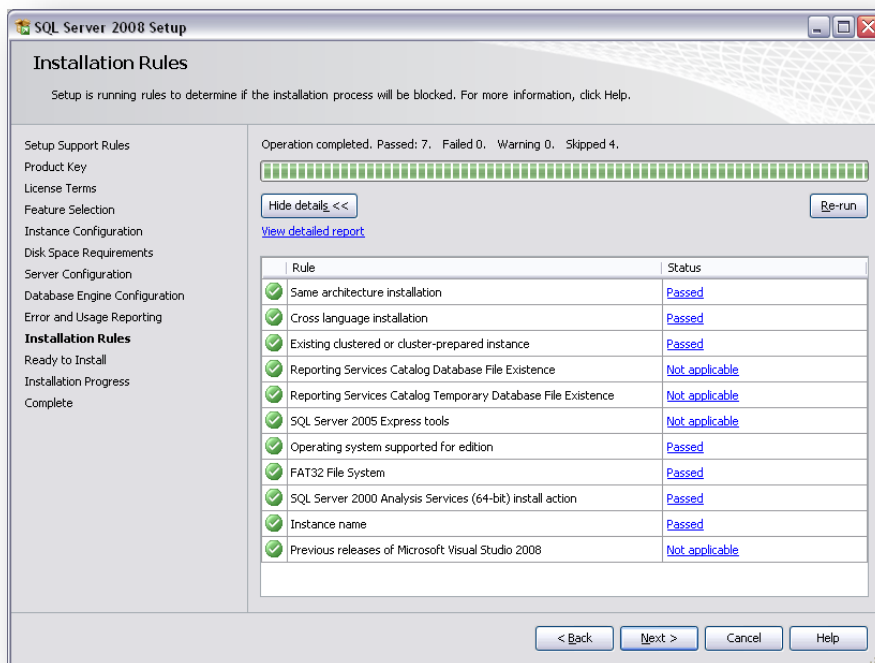 SQL Server 2008 Setup
Installation Rules
Setup is running rules to determine if the installation process will be blocked. For more information, click Help.
Setup Support Rules
Product Key
License Terms
Feature Selection
Instance Configuration
Disk Space Requirements
Server Configuration
Database Engine Configuration
Error and Usage Reporting
Installation Rules
Ready to Install
Installation Progress
Complete
Operation completed. Passed: 7. Failed 0. Warning 0. Skipped 4.
Hide details <<
Re-run
View detailed report
Rule Status
Same architecture installation Passed
Cross language installation Passed
Existing clustered or cluster-prepared instance Passed
Reporting Services Catalog Database File Existence Not applicable
Reporting Services Catalog Temporary Database File Existence Not applicable
SQL Server 2005 Express tools Not applicable
Operating system supported for edition Passed
FAT32 File System Passed
SQL Server 2000 Analysis Services (64-bit) install action Passed
Instance name Passed
Previous releases of Microsoft Visual Studio 2008 Not applicable
< Back Next > Cancel Help